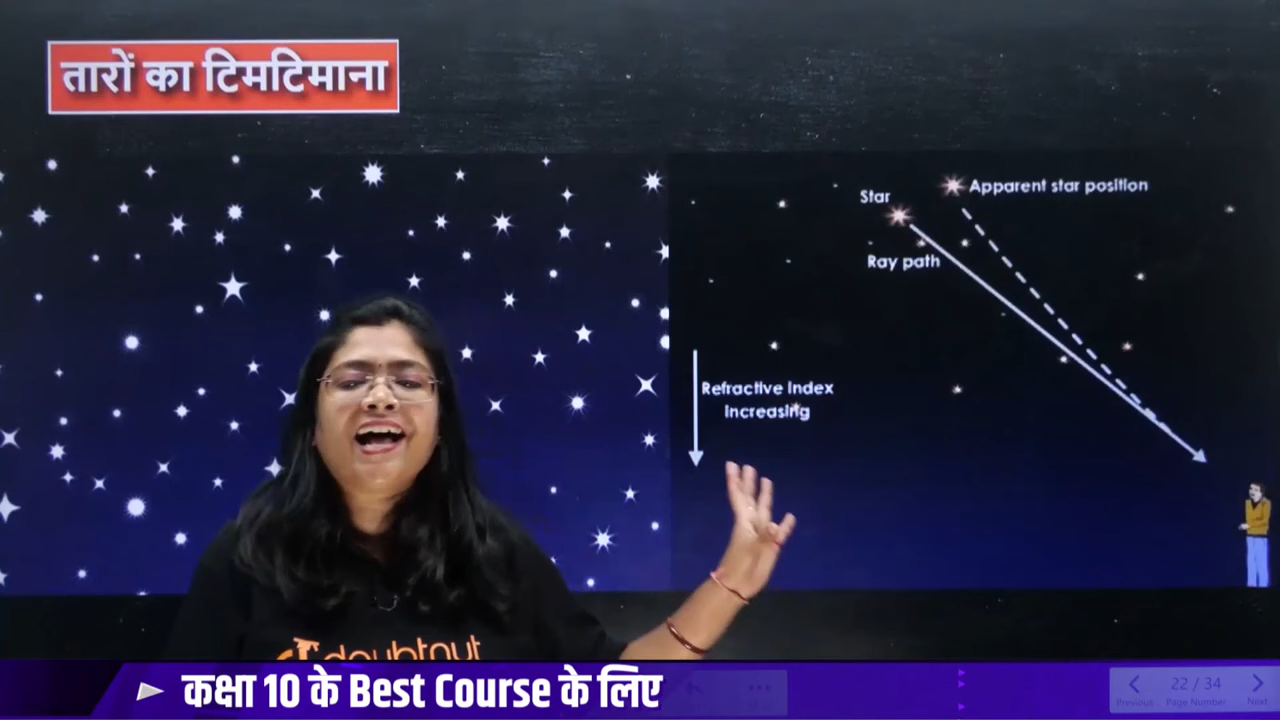 तारों का टिमटिमाना
Star
Apparent star position
Ray path
Refractive Index
increasing
doubtnut
कक्षा 10 के Best Course के लिए
22 / 34
Previous Page Number Next